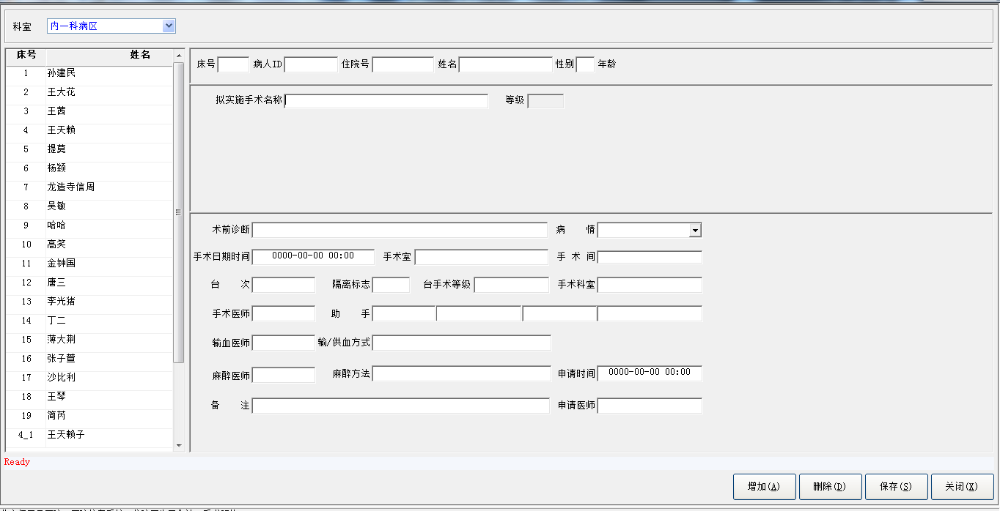 科室 内一科病区
床号 姓名
1 孙建民
2 王大花
3 王茜
4 王天赖
5 提莫
6 杨颖
7 龙造寺信周
8 吴敏
9 哈哈
10 高笑
11 金钟国
12 唐三
13 李光猪
14 丁二
15 薄大荆
16 张子萱
17 沙比利
18 王琴
19 简芮
4_1 王天赖子
床号 病人ID 住院号 姓名 性别 年龄
拟实施手术名称 等级
术前诊断 病 情
手术日期时间 0000-00-00 00:00 手术室 手 术 间
台 次 隔离标志 台手术等级 手术科室
手术医师 助 手
输血医师 输/供血方式
麻醉医师 麻醉方法 申请时间 0000-00-00 00:00
备 注 申请医师
Ready
增加(A) 删除(D) 保存(S) 关闭(X)